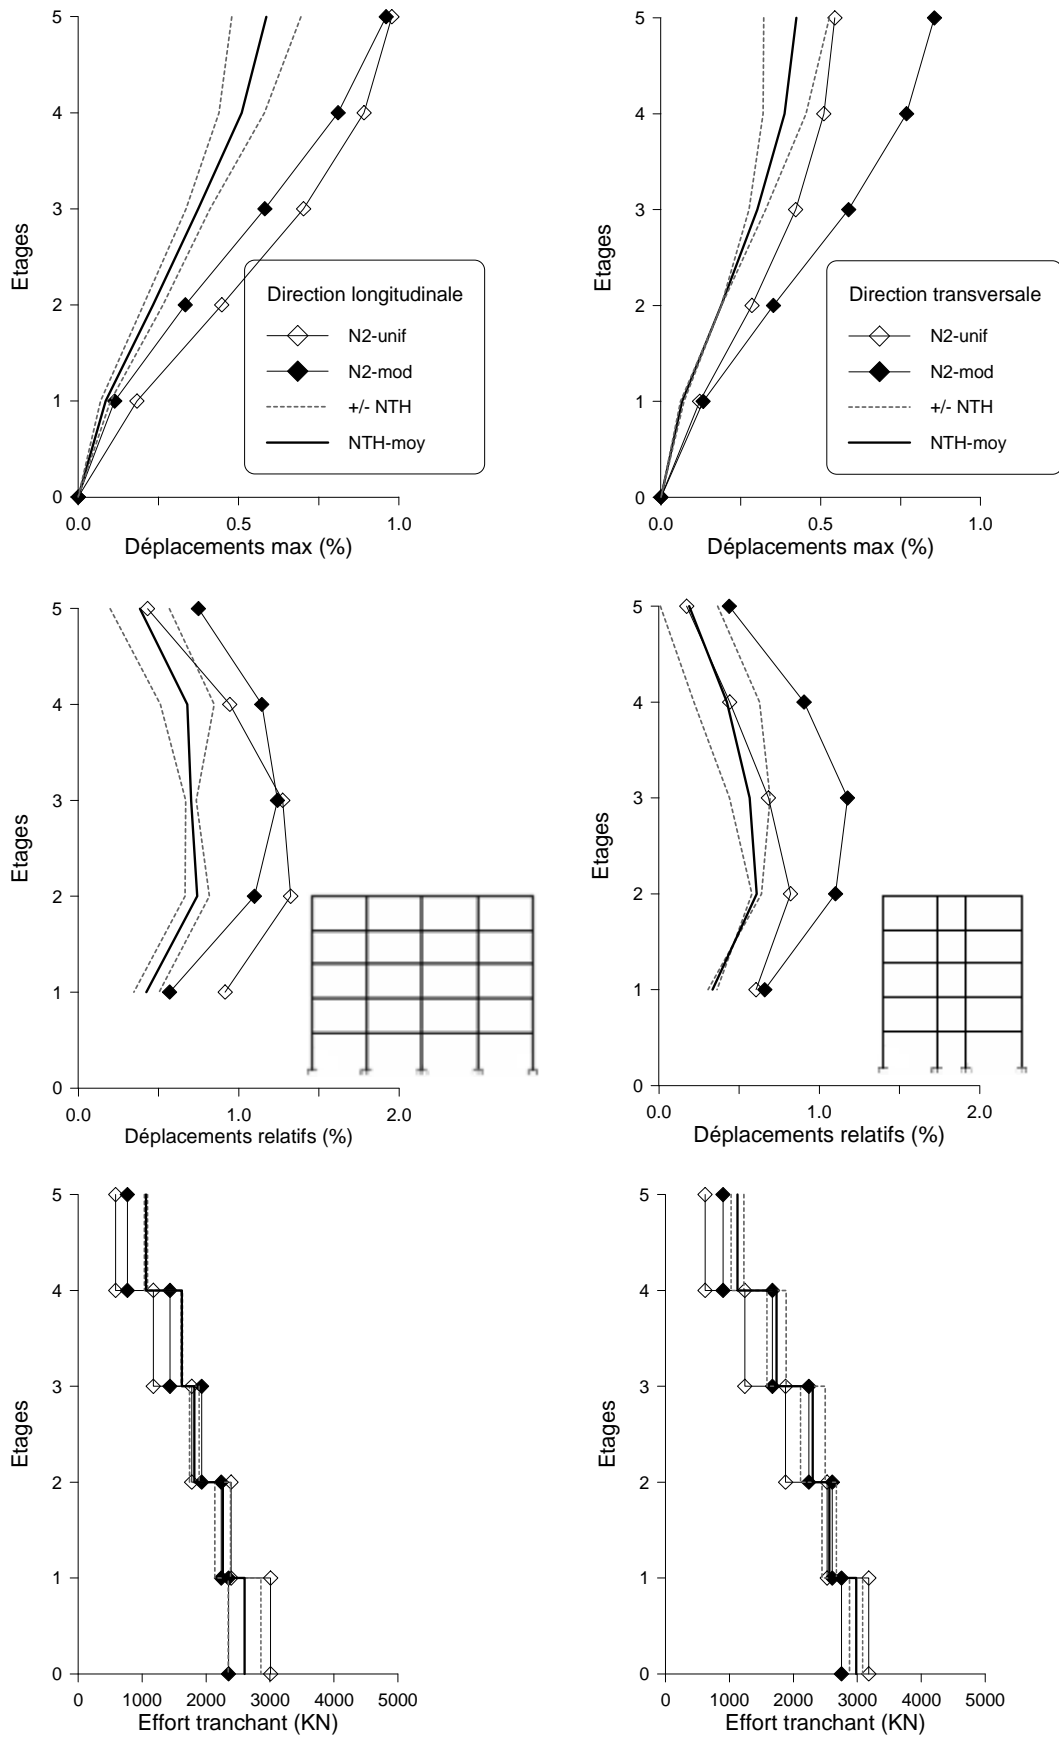 5
4
3
2
1
0
Etages
0.0
0.5
1.0
Déplacements max (%)
Direction longitudinale
N2-unif
N2-mod
+/- NTH
NTH-moy
5
4
3
2
1
0
Etages
0.0
0.5
1.0
Déplacements max (%)
Direction transversale
N2-unif
N2-mod
+/- NTH
NTH-moy
5
4
3
2
1
0
Etages
0.0
1.0
2.0
Déplacements relatifs (%)
5
4
3
2
1
0
Etages
0.0
1.0
2.0
Déplacements relatifs (%)
5
4
3
2
1
0
Etages
0
1000
2000
3000
4000
5000
Effort tranchant (KN)
5
4
3
2
1
0
Etages
0
1000
2000
3000
4000
5000
Effort tranchant (KN)